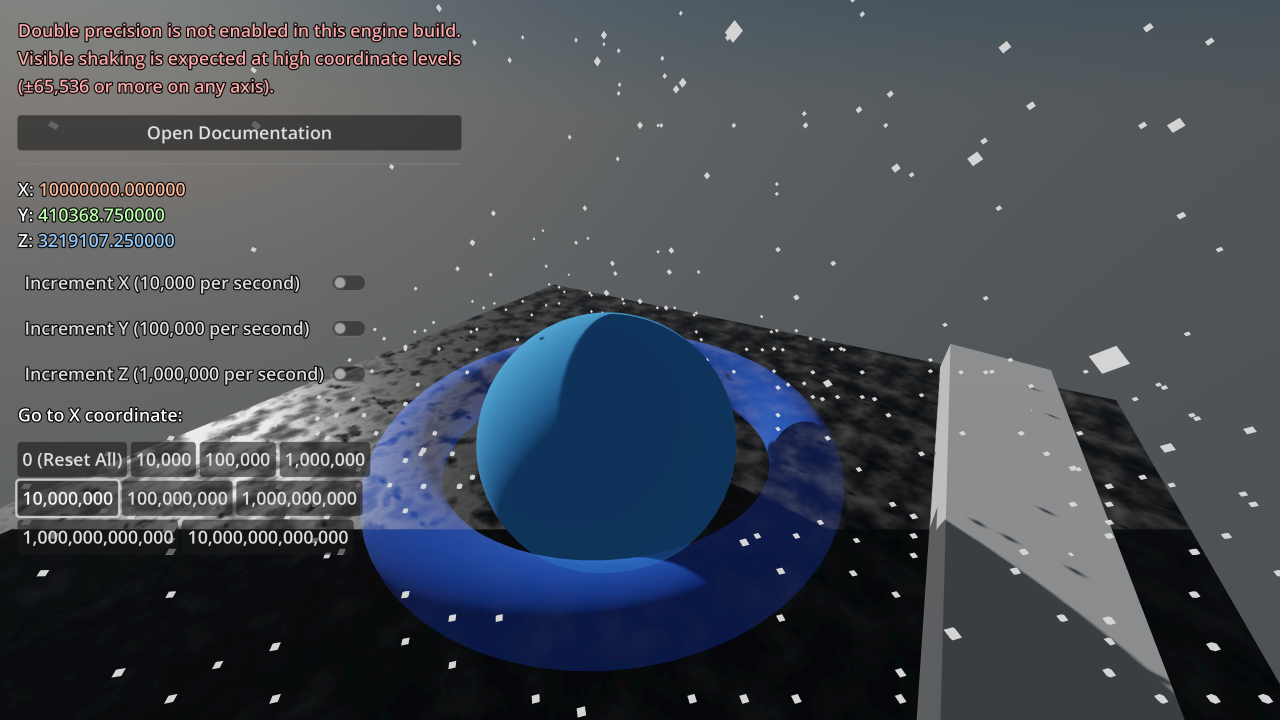 Double precision is not enabled in this engine build.
Visible shaking is expected at high coordinate levels
(±65,536 or more on any axis).
Open Documentation
X: 10000000.000000
Y: 410368.750000
Z: 3219107.250000
Increment X (10,000 per second)
Increment Y (100,000 per second)
Increment Z (1,000,000 per second)
Go to X coordinate:
0 (Reset All) 10,000 100,000 1,000,000
10,000,000 100,000,000 1,000,000,000
1,000,000,000,000 10,000,000,000,000